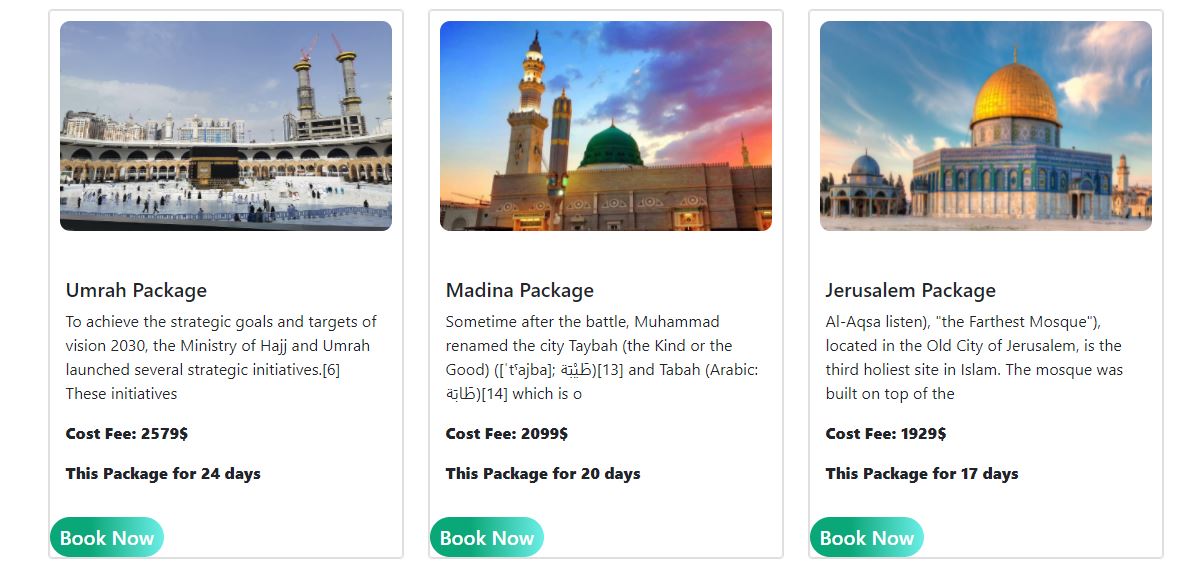 Umrah Package
To achieve the strategic goals and targets of
vision 2030, the Ministry of Hajj and Umrah
launched several strategic initiatives.[6]
These initiatives
Cost Fee: 2579$
This Package for 24 days
Book Now
Madina Package
Sometime after the battle, Muhammad
renamed the city Taybah (the Kind or the
Good) ([ˈtˤajba]; طَيْبَة)[13] and Tabah (Arabic:
طَابَة)[14] which is o
Cost Fee: 2099$
This Package for 20 days
Book Now
Jerusalem Package
Al-Aqsa listen), "the Farthest Mosque"),
located in the Old City of Jerusalem, is the
third holiest site in Islam. The mosque was
built on top of the
Cost Fee: 1929$
This Package for 17 days
Book Now